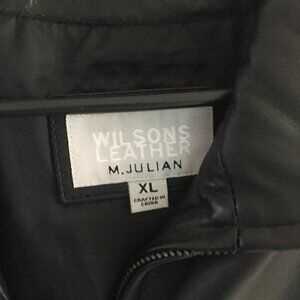 WILSONS
LEATHER
M.JULIAN
XL
CRAFTED IN
CHINA